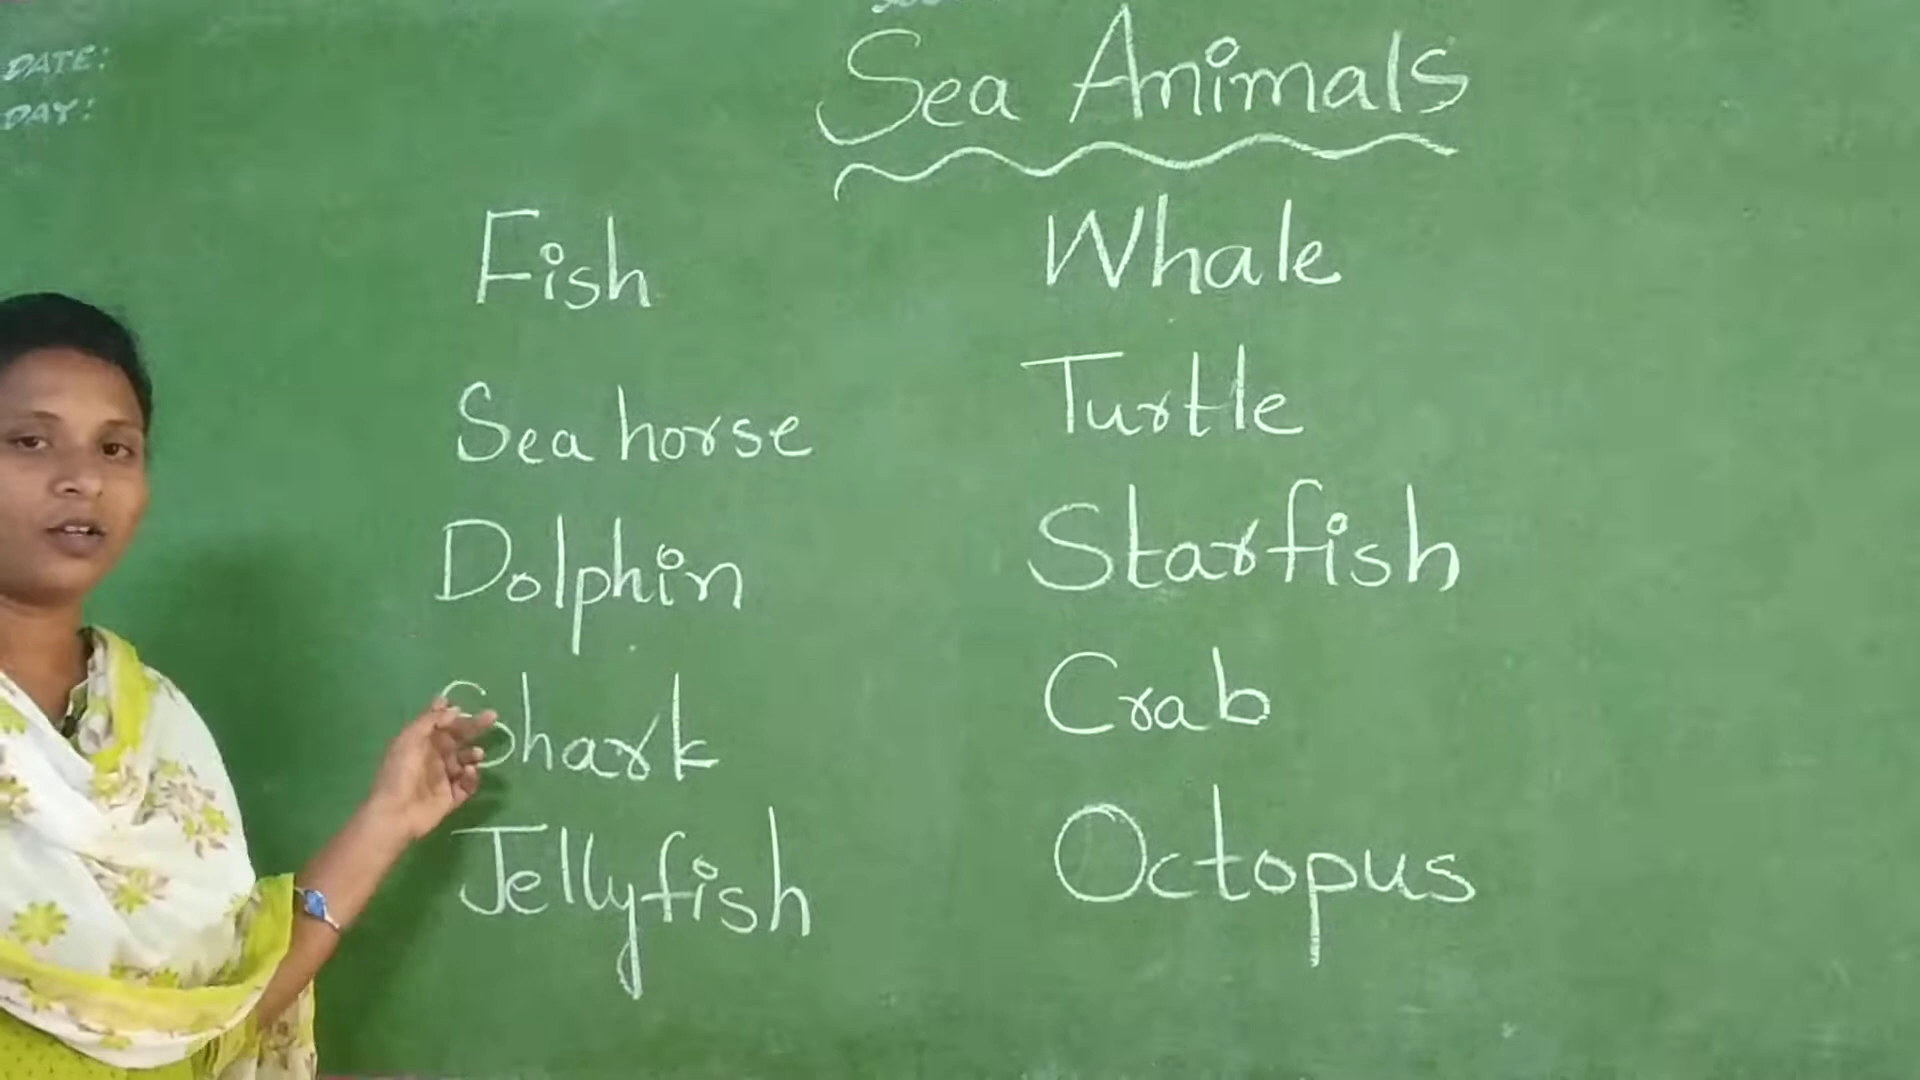 DATE:
DAY:
Sea Animals
Fish
Sea horse
Dolphin
Shark
Jellyfish
Whale
Turtle
Starfish
Crab
Octopus